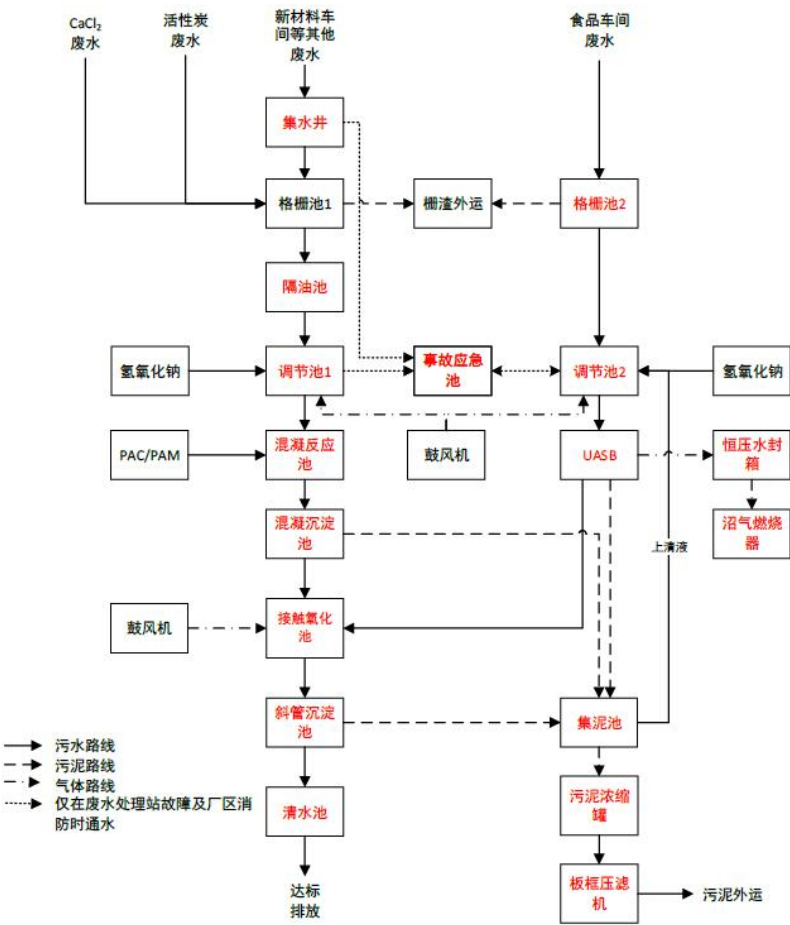 CaCl₂
废水
活性炭
废水
新材料车
间等其他
废水
食品车间
废水
集水井
格栅池1
栅渣外运
格栅池2
隔油池
氢氧化钠
调节池1
事故应急
池
调节池2
氢氧化钠
PAC/PAM
混凝反应
池
鼓风机
UASB
恒压水封
箱
混凝沉淀
池
沼气燃烧
器
上清液
鼓风机
接触氧化
池
斜管沉淀
池
集泥池
污水路线
污泥路线
气体路线
仅在废水处理站故障及厂区消
防时通水
清水池
污泥浓缩
罐
达标
排放
板框压滤
机
污泥外运